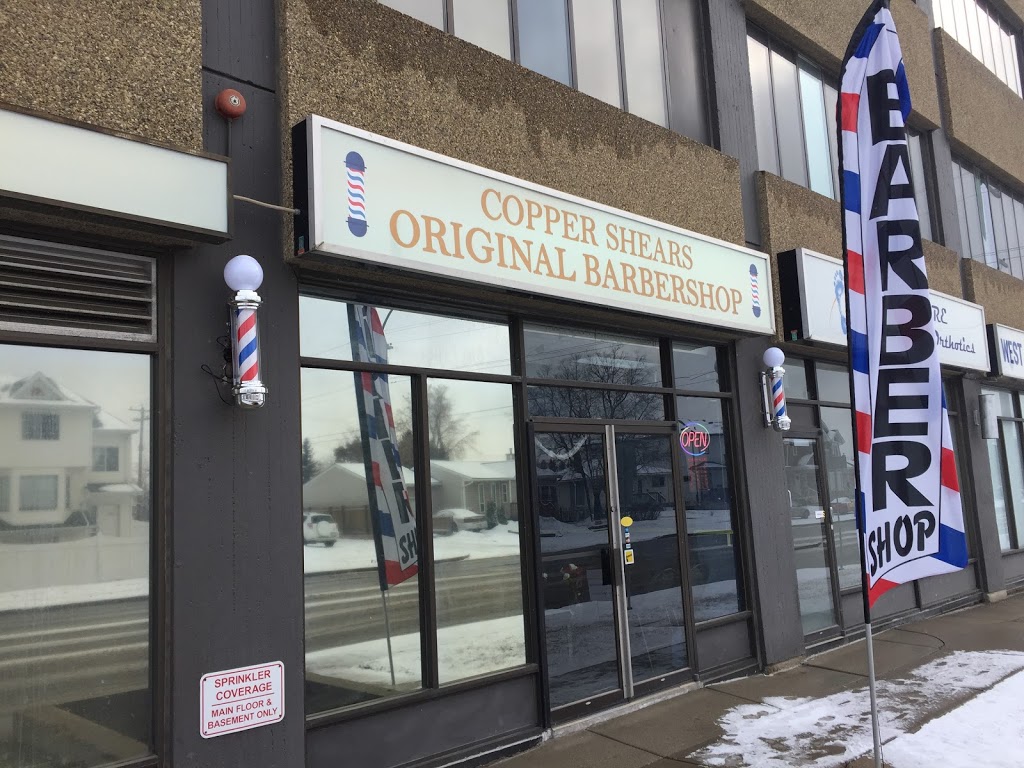 COPPER SHEARS
ORIGINAL BARBERSHOP
BARBER
SHOP
OPEN
Orthotics
WEST
SPRINKLER
COVERAGE
MAIN FLOOR &
BASEMENT ONLY